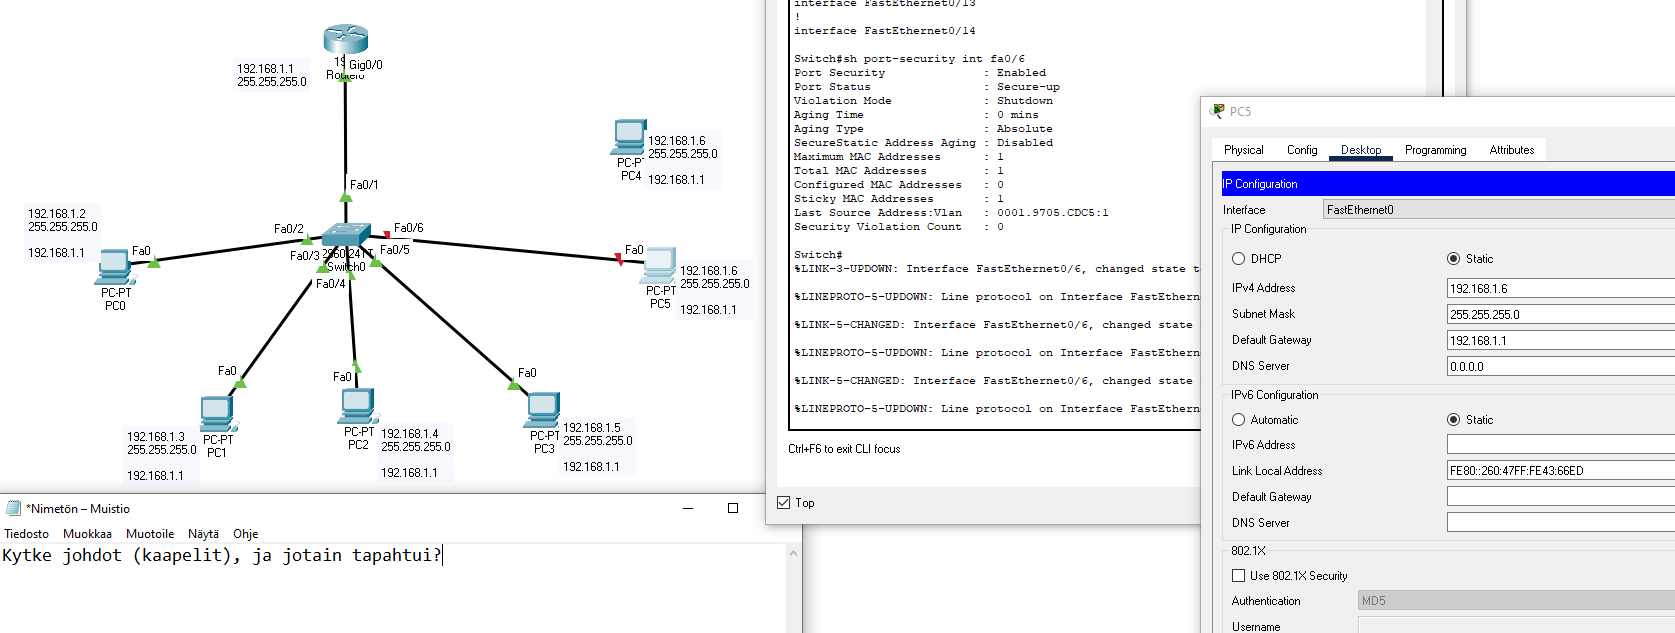 Gig0/0
192.168.1.1
255.255.255.0
192.168.1.6
255.255.255.0
192.168.1.1
PC4
Fa0/1
192.168.1.2
255.255.255.0
192.168.1.1
Fa0
PC-PT
PC0
Fa0/2
Fa0/6
Fa0/5
Fa0/3
Switch0
Fa0/4
Fa0
192.168.1.6
255.255.255.0
192.168.1.1
PC-PT
PC5
Fa0
Fa0
Fa0
192.168.1.3
255.255.255.0
192.168.1.1
PC-PT
PC1
PC-PT
PC2
192.168.1.4
255.255.255.0
192.168.1.1
PC-PT
PC3
192.168.1.5
255.255.255.0
192.168.1.1
*Nimetön – Muistio
Tiedosto Muokkaa Muotoile Näytä Ohje
Kytke johdot (kaapelit), ja jotain tapahtui?
interface FastEthernet0/13
!
interface FastEthernet0/14
Switch#sh port-security int fa0/6
Port Security : Enabled
Port Status : Secure-up
Violation Mode : Shutdown
Aging Time : 0 mins
Aging Type : Absolute
SecureStatic Address Aging : Disabled
Maximum MAC Addresses : 1
Total MAC Addresses : 1
Configured MAC Addresses : 0
Sticky MAC Addresses : 1
Last Source Address:Vlan : 0001.9705.CDC5:1
Security Violation Count : 0
Switch#
%LINK-3-UPDOWN: Interface FastEthernet0/6, changed state t
%LINEPROTO-5-UPDOWN: Line protocol on Interface FastEthern
%LINK-5-CHANGED: Interface FastEthernet0/6, changed state
%LINEPROTO-5-UPDOWN: Line protocol on Interface FastEthern
%LINK-5-CHANGED: Interface FastEthernet0/6, changed state
%LINEPROTO-5-UPDOWN: Line protocol on Interface FastEthern
Ctrl+F6 to exit CLI focus
Top
PC5
Physical Config Desktop Programming Attributes
IP Configuration
Interface FastEthernet0
IP Configuration
DHCP Static
IPv4 Address 192.168.1.6
Subnet Mask 255.255.255.0
Default Gateway 192.168.1.1
DNS Server 0.0.0.0
IPv6 Configuration
Automatic Static
IPv6 Address
Link Local Address FE80::260:47FF:FE43:66ED
Default Gateway
DNS Server
802.1X
Use 802.1X Security
Authentication MD5
Username